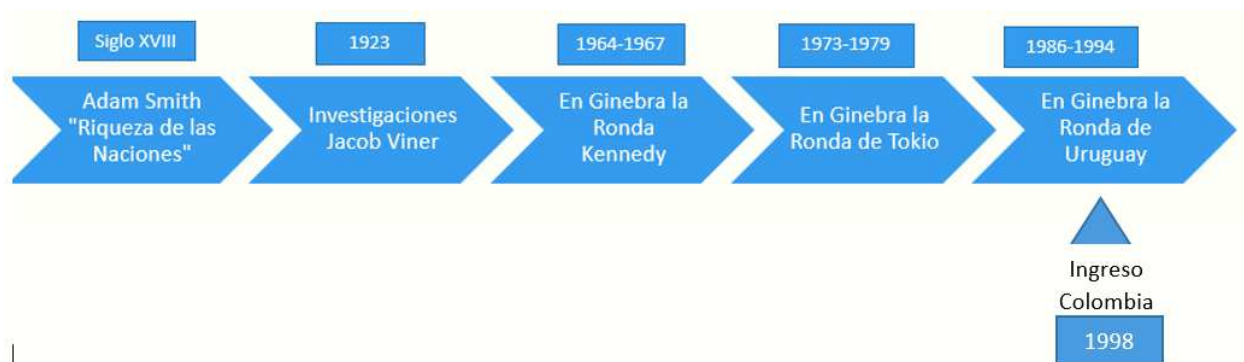 Siglo XVIII
1923
1964-1967
1973-1979
1986-1994
Adam Smith
"Riqueza de las
Naciones"
Investigaciones
Jacob Viner
En Ginebra la
Ronda
Kennedy
En Ginebra la
Ronda de Tokio
En Ginebra la
Ronda de
Uruguay
Ingreso
Colombia
1998